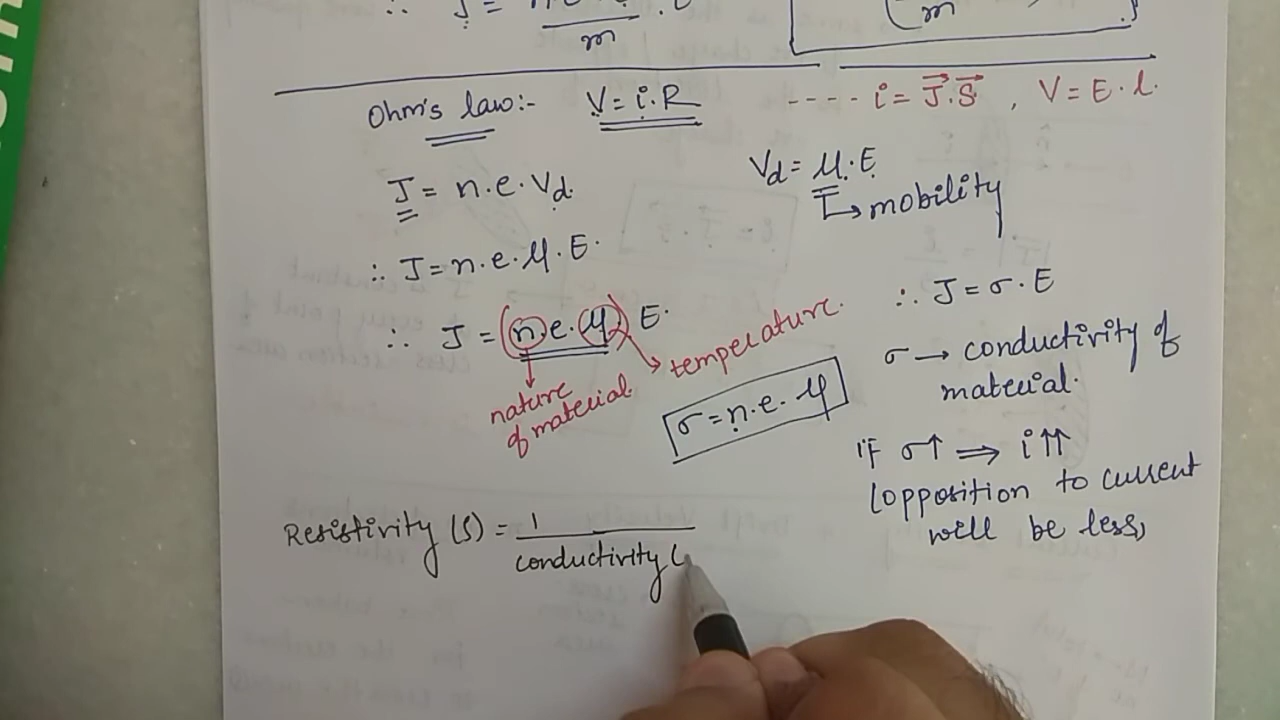 ∴ J =
m
m
Ohm's law:- V = i.R ---- i = J⃗.S⃗ , V = E.l.
J = n.e.Vd.
Vd = μ.E
↳ mobility
∴ J = n.e.μ.E.
∴ J = σ.E
∴ J = (n.e.μ) E.
temperature.
nature
of material.
σ = n.e.μ
σ → conductivity of
material.
If σ↑ ⟹ i↑↑
(opposition to current
will be less)
Resistivity (ρ) = 1
conductivity (